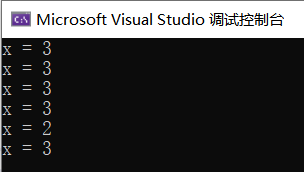 C:\ Microsoft Visual Studio 调试控制台
x = 3
x = 3
x = 3
x = 3
x = 2
x = 3